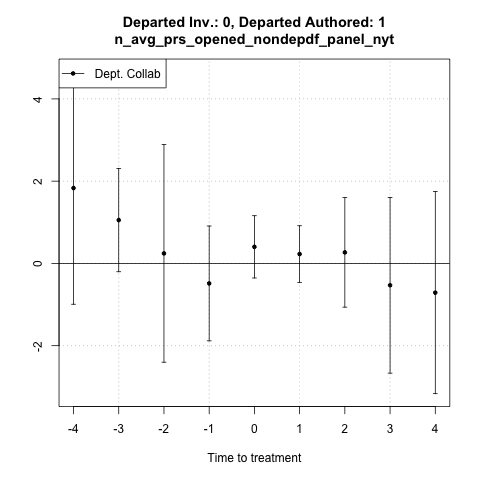 Departed Inv.: 0, Departed Authored: 1
n_avg_prs_opened_nondepdf_panel_nyt
Dept. Collab
4
2
0
-2
-4 -3 -2 -1 0 1 2 3 4
Time to treatment